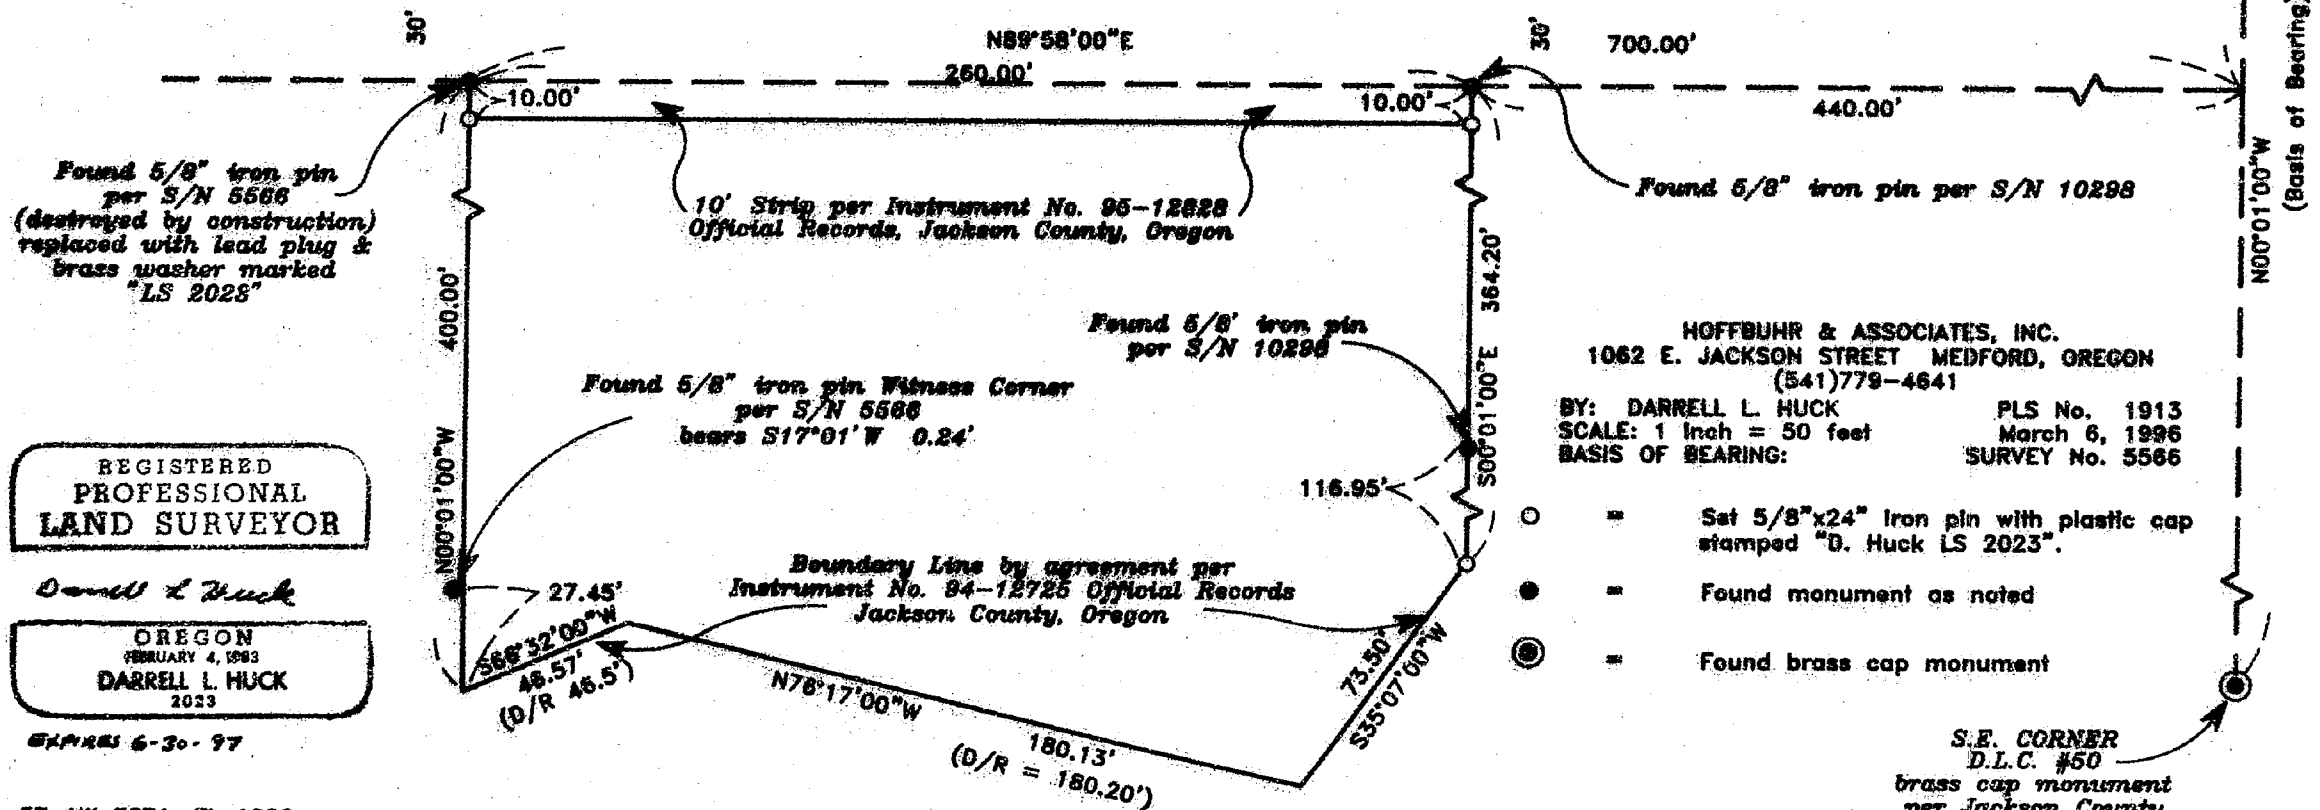 30'
N89°58'00"E
30'
700.00'
260.00'
10.00'
10.00'
440.00'
(Basis of Bearing)
N00°01'00"W
Found 5/8" iron pin
per S/N 5566
(destroyed by construction)
replaced with lead plug &
brass washer marked
"LS 2023"
10' Strip per Instrument No. 95-12828
Official Records, Jackson County, Oregon
Found 5/8" iron pin per S/N 10298
400.00'
N00°01'00"W
364.20'
S00°01'00"E
Found 5/8' iron pin
per S/N 10298
Found 5/8" iron pin Witness Corner
per S/N 5566
bears S17°01'W 0.24'
116.95'
HOFFBUHR & ASSOCIATES, INC.
1062 E. JACKSON STREET MEDFORD, OREGON
(541)779-4641
BY: DARRELL L. HUCK PLS No. 1913
SCALE: 1 inch = 50 feet March 6, 1996
BASIS OF BEARING: SURVEY No. 5566
REGISTERED
PROFESSIONAL
LAND SURVEYOR
Darrell L Huck
OREGON
FEBRUARY 4, 1983
DARRELL L. HUCK
2023
EXPIRES 6-30-97
= Set 5/8"x24" iron pin with plastic cap
stamped "D. Huck LS 2023".
= Found monument as noted
= Found brass cap monument
27.45'
Boundary Line by agreement per
Instrument No. 94-12725 Official Records
Jackson County, Oregon
S66°32'00"W
46.57'
(D/R 46.5')
N76°17'00"W
180.13'
(D/R = 180.20')
73.50'
S35°07'00"W
S.E. CORNER
D.L.C. #50
brass cap monument
per Jackson County